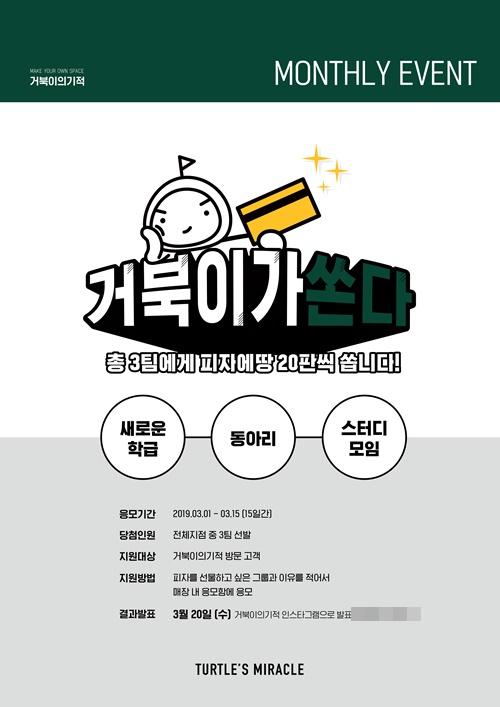 MAKE YOUR OWN SPACE
거북이의기적
MONTHLY EVENT
거북이가쏜다
총 3팀에게 피자에땅 20판씩 쏩니다!
새로운
학급
동아리
스터디
모임
응모기간 2019.03.01 - 03.15 (15일간)
당첨인원 전체지점 중 3팀 선발
지원대상 거북이의기적 방문 고객
지원방법 피자를 선물하고 싶은 그룹과 이유를 적어서
매장 내 응모함에 응모
결과발표 3월 20일 (수) 거북이의기적 인스타그램으로 발표
TURTLE'S MIRACLE